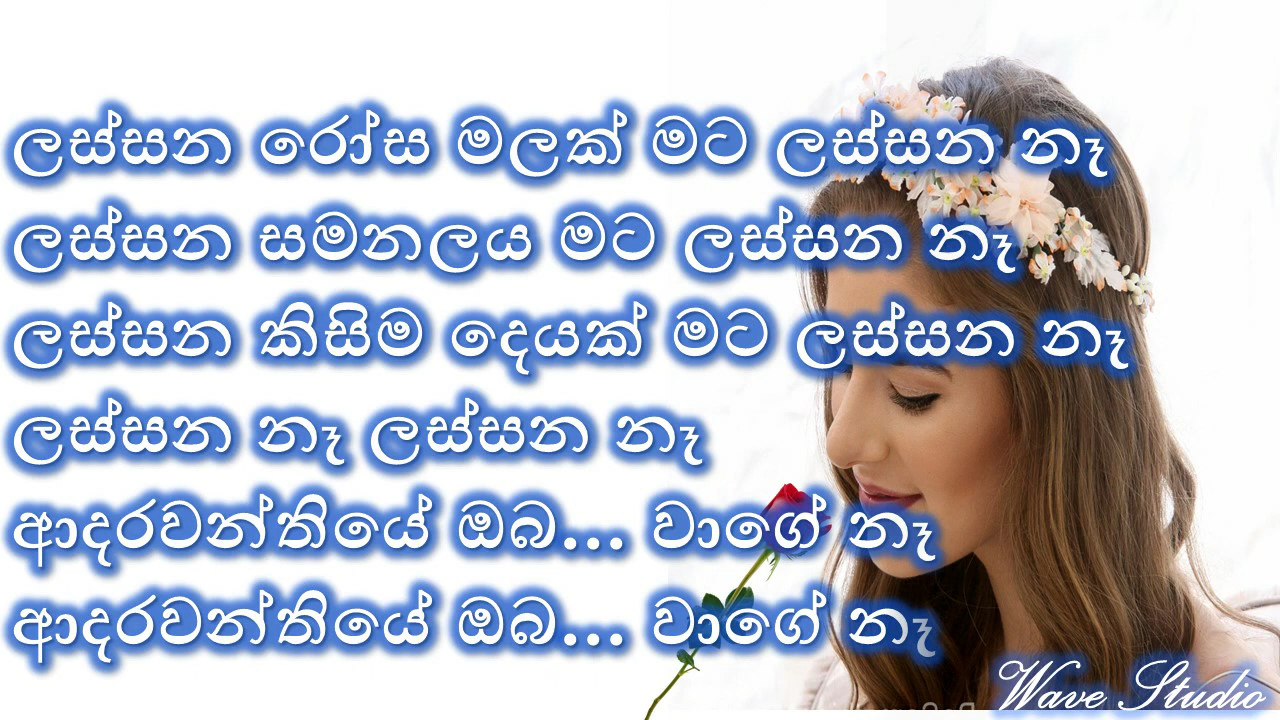 ලස්සන රෝස මලක් මට ලස්සන නෑ
ලස්සන සමනලය මට ලස්සන නෑ
ලස්සන කිසිම දෙයක් මට ලස්සන නෑ
ලස්සන නෑ ලස්සන නෑ
ආදරවන්තියේ ඔබ... වාගේ නෑ
ආදරවන්තියේ ඔබ... වාගේ නෑ
Wave Studio